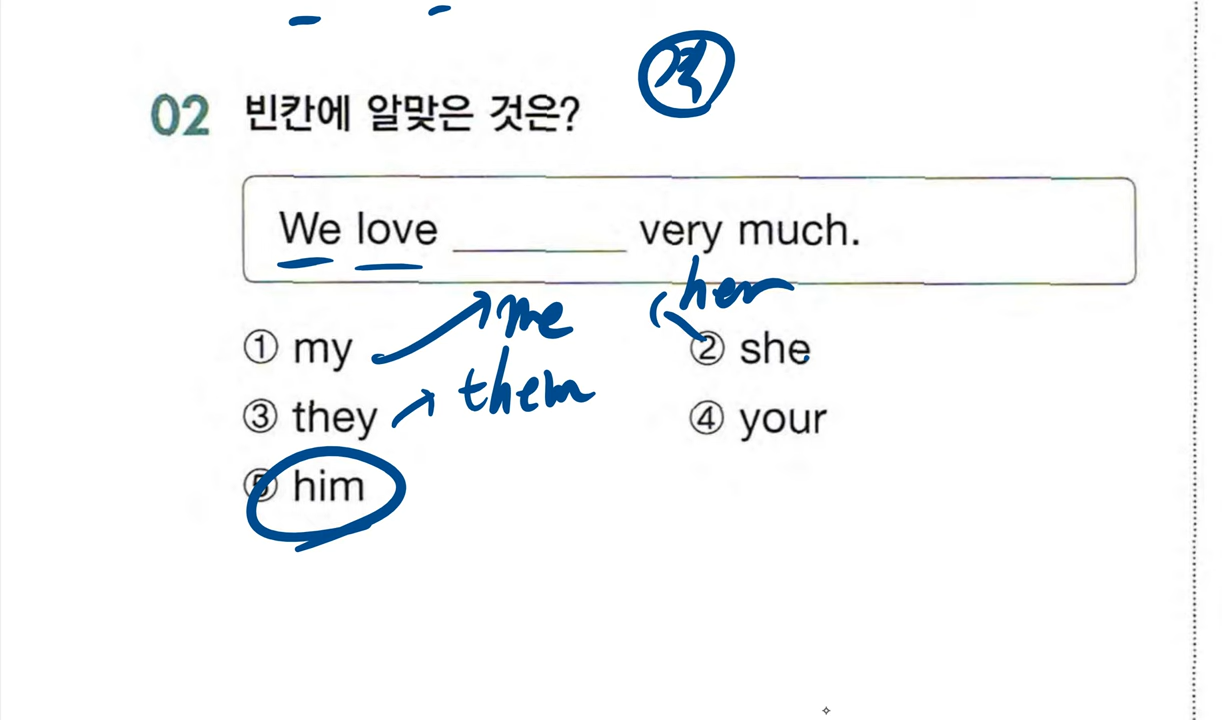 02 빈칸에 알맞은 것은?
We love ________ very much.
her
me
① my
② she
them
③ they
④ your
⑤ him